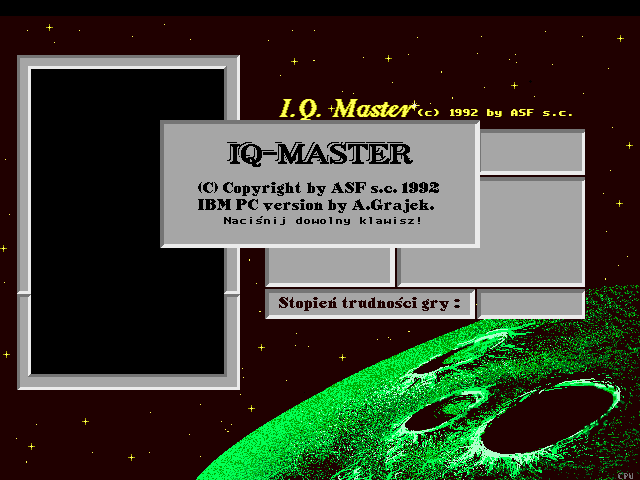 I.Q. Master (c) 1992 by ASF s.c.
IQ-MASTER
(C) Copyright by ASF s.c. 1992
IBM PC version by A.Grajek.
Naciśnij dowolny klawisz!
Stopień trudności gry :
CPU